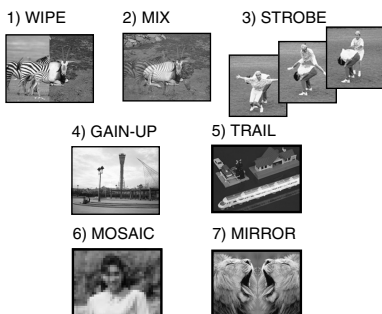 1) WIPE
2) MIX
3) STROBE
4) GAIN-UP
5) TRAIL
6) MOSAIC
7) MIRROR